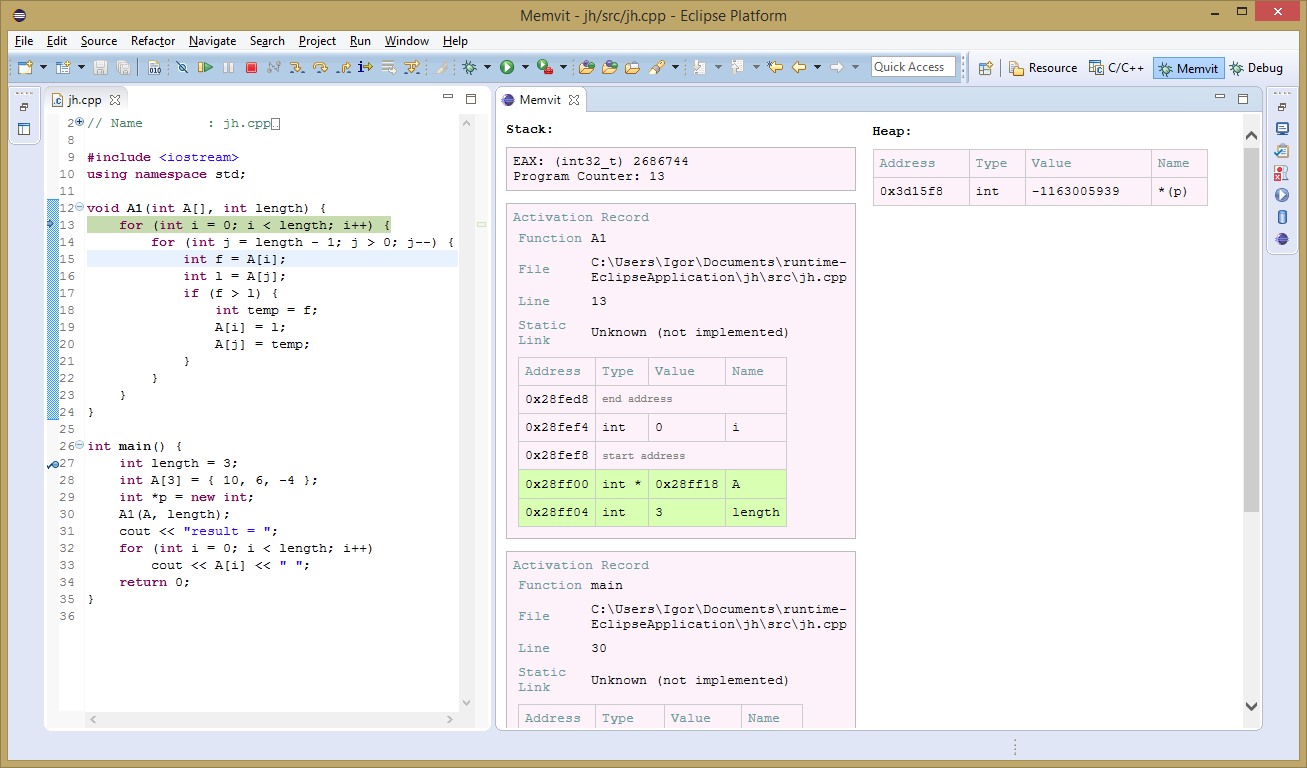 Memvit - jh/src/jh.cpp - Eclipse Platform
File Edit Source Refactor Navigate Search Project Run Window Help
010
Quick Access
Resource
C/C++
Memvit
Debug
jh.cpp
2 // Name : jh.cpp
8
9 #include <iostream>
10 using namespace std;
11
12 void A1(int A[], int length) {
13 for (int i = 0; i < length; i++) {
14 for (int j = length - 1; j > 0; j--) {
15 int f = A[i];
16 int l = A[j];
17 if (f > l) {
18 int temp = f;
19 A[i] = l;
20 A[j] = temp;
21 }
22 }
23 }
24 }
25
26 int main() {
27 int length = 3;
28 int A[3] = { 10, 6, -4 };
29 int *p = new int;
30 A1(A, length);
31 cout << "result = ";
32 for (int i = 0; i < length; i++)
33 cout << A[i] << " ";
34 return 0;
35 }
36
Memvit
Stack:
EAX: (int32_t) 2686744
Program Counter: 13
Activation Record
Function A1
File C:\Users\Igor\Documents\runtime-
EclipseApplication\jh\src\jh.cpp
Line 13
Static Link Unknown (not implemented)
Address Type Value Name
0x28fed8 end address
0x28fef4 int 0 i
0x28fef8 start address
0x28ff00 int * 0x28ff18 A
0x28ff04 int 3 length
Activation Record
Function main
File C:\Users\Igor\Documents\runtime-
EclipseApplication\jh\src\jh.cpp
Line 30
Static Link Unknown (not implemented)
Address Type Value Name
Heap:
Address Type Value Name
0x3d15f8 int -1163005939 *(p)